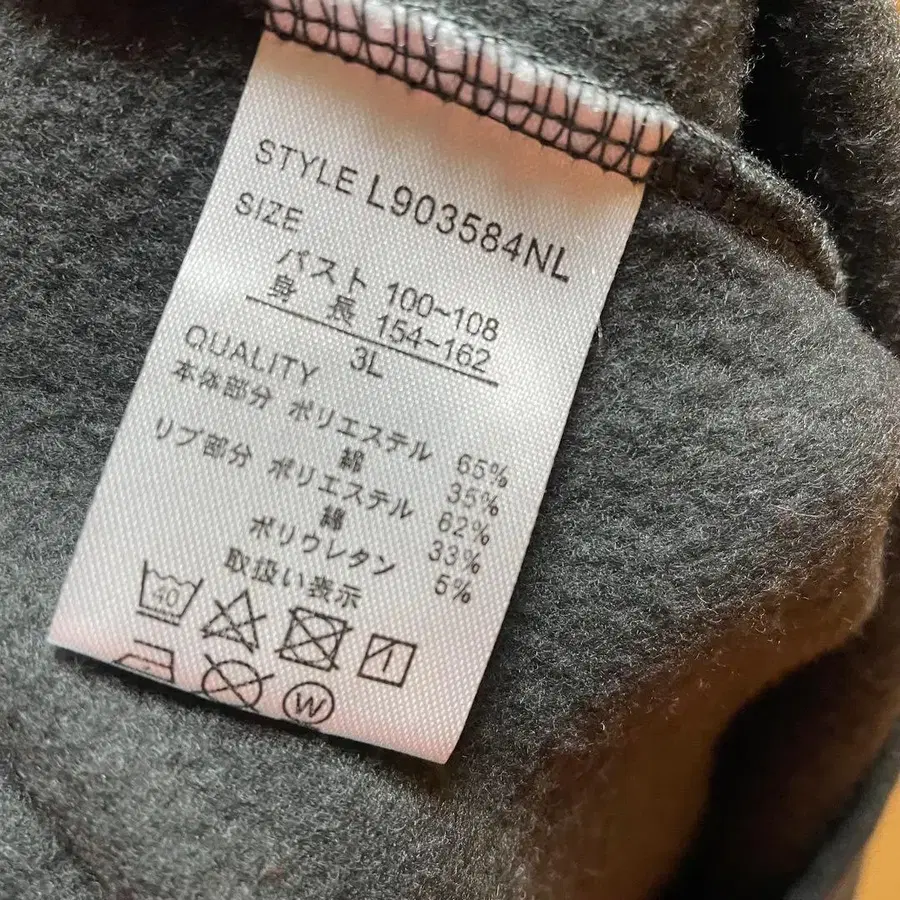 STYLE L903584NL
SIZE
バスト 100~108
身 長 154~162
3L
QUALITY
本体部分 ポリエステル 65%
綿 35%
リブ部分 ポリエステル 62%
綿 33%
ポリウレタン 5%
取扱い表示
40
W